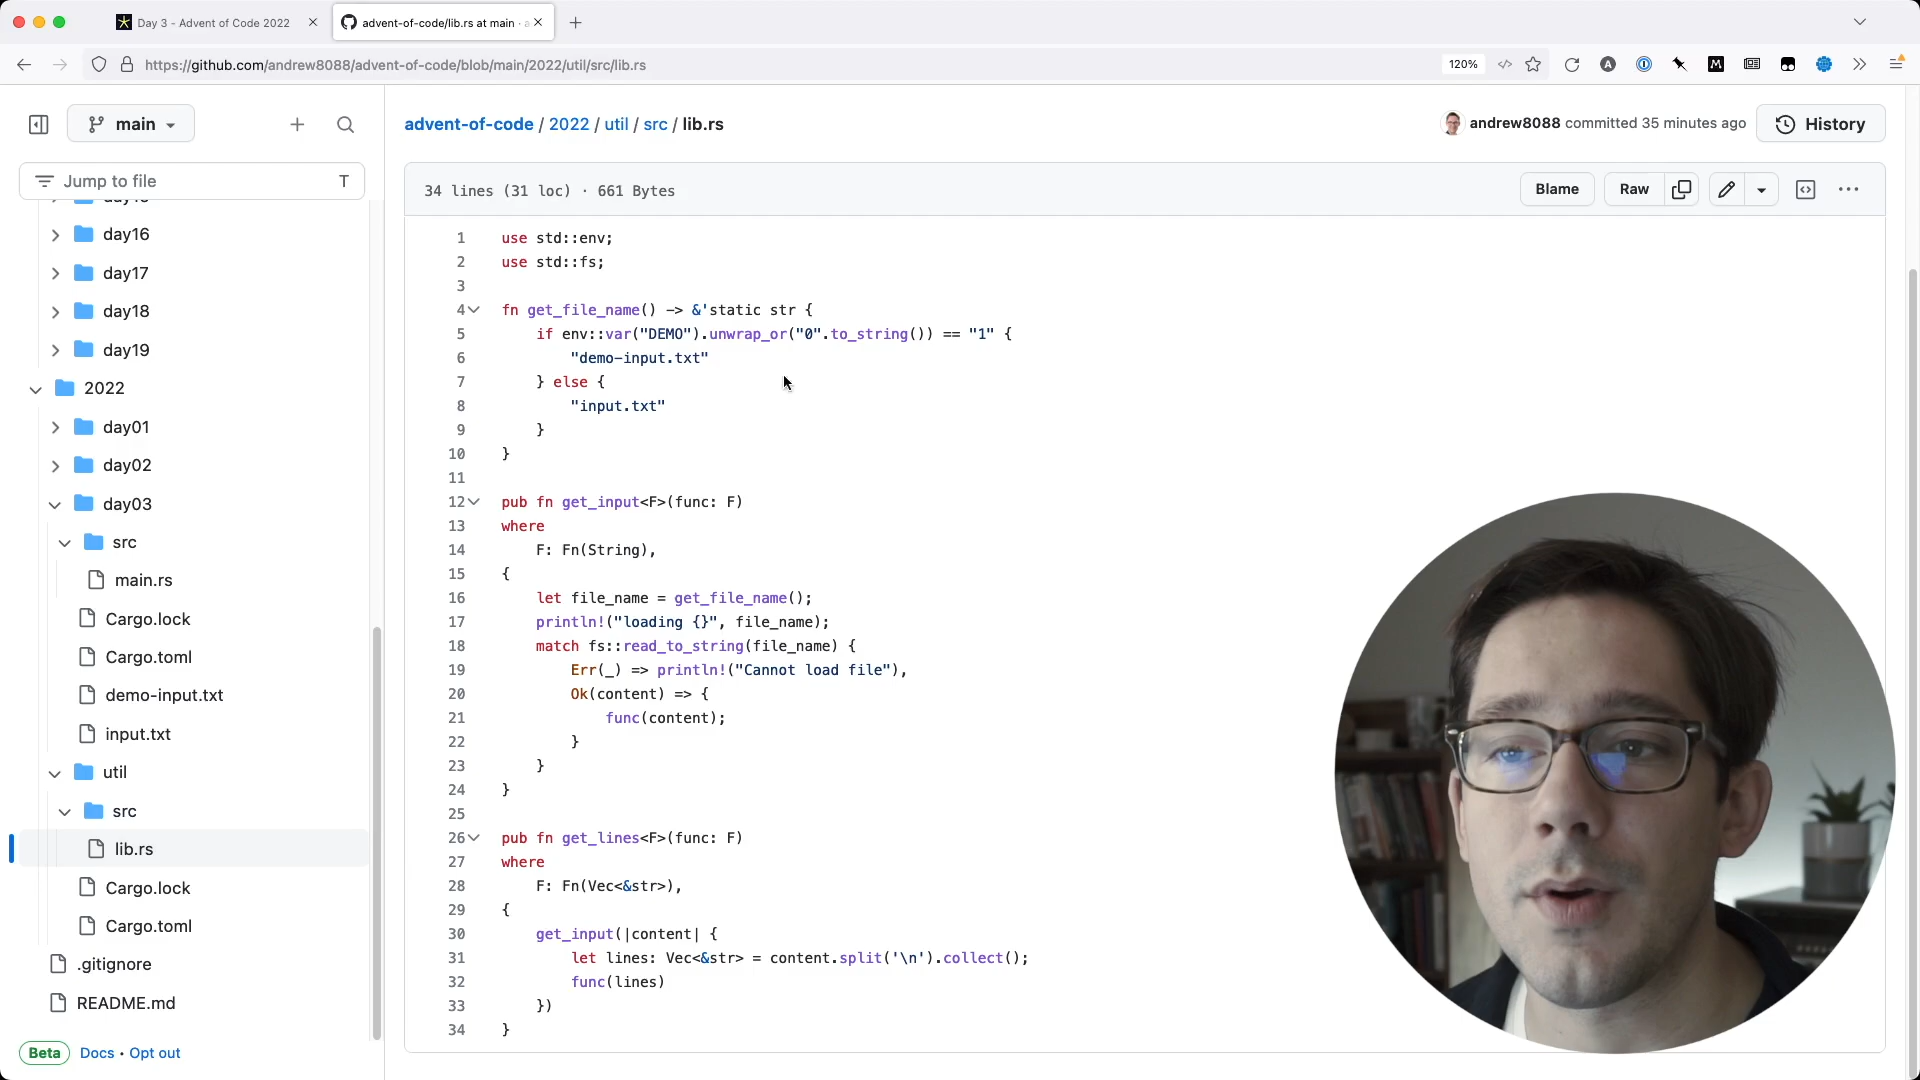 Day 3 - Advent of Code 2022
advent-of-code/lib.rs at main · a
https://github.com/andrew8088/advent-of-code/blob/main/2022/util/src/lib.rs
120%
main
Jump to file
T
day16
day17
day18
day19
2022
day01
day02
day03
src
main.rs
Cargo.lock
Cargo.toml
demo-input.txt
input.txt
util
src
lib.rs
Cargo.lock
Cargo.toml
.gitignore
README.md
Beta Docs • Opt out
advent-of-code / 2022 / util / src / lib.rs
andrew8088 committed 35 minutes ago
History
34 lines (31 loc) · 661 Bytes
Blame
Raw
1 use std::env;
2 use std::fs;
3
4 fn get_file_name() -> &'static str {
5     if env::var("DEMO").unwrap_or("0".to_string()) == "1" {
6         "demo-input.txt"
7     } else {
8         "input.txt"
9     }
10 }
11
12 pub fn get_input<F>(func: F)
13 where
14     F: Fn(String),
15 {
16     let file_name = get_file_name();
17     println!("loading {}", file_name);
18     match fs::read_to_string(file_name) {
19         Err(_) => println!("Cannot load file"),
20         Ok(content) => {
21             func(content);
22         }
23     }
24 }
25
26 pub fn get_lines<F>(func: F)
27 where
28     F: Fn(Vec<&str>),
29 {
30     get_input(|content| {
31         let lines: Vec<&str> = content.split('\n').collect();
32         func(lines)
33     })
34 }